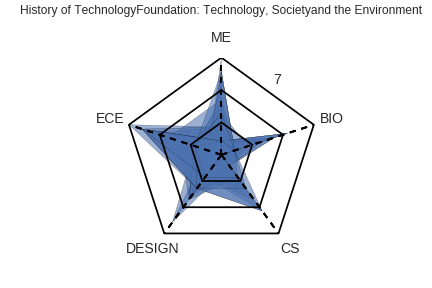 History of TechnologyFoundation: Technology, Societyand the Environment
ME
7
ECE
BIO
DESIGN
CS